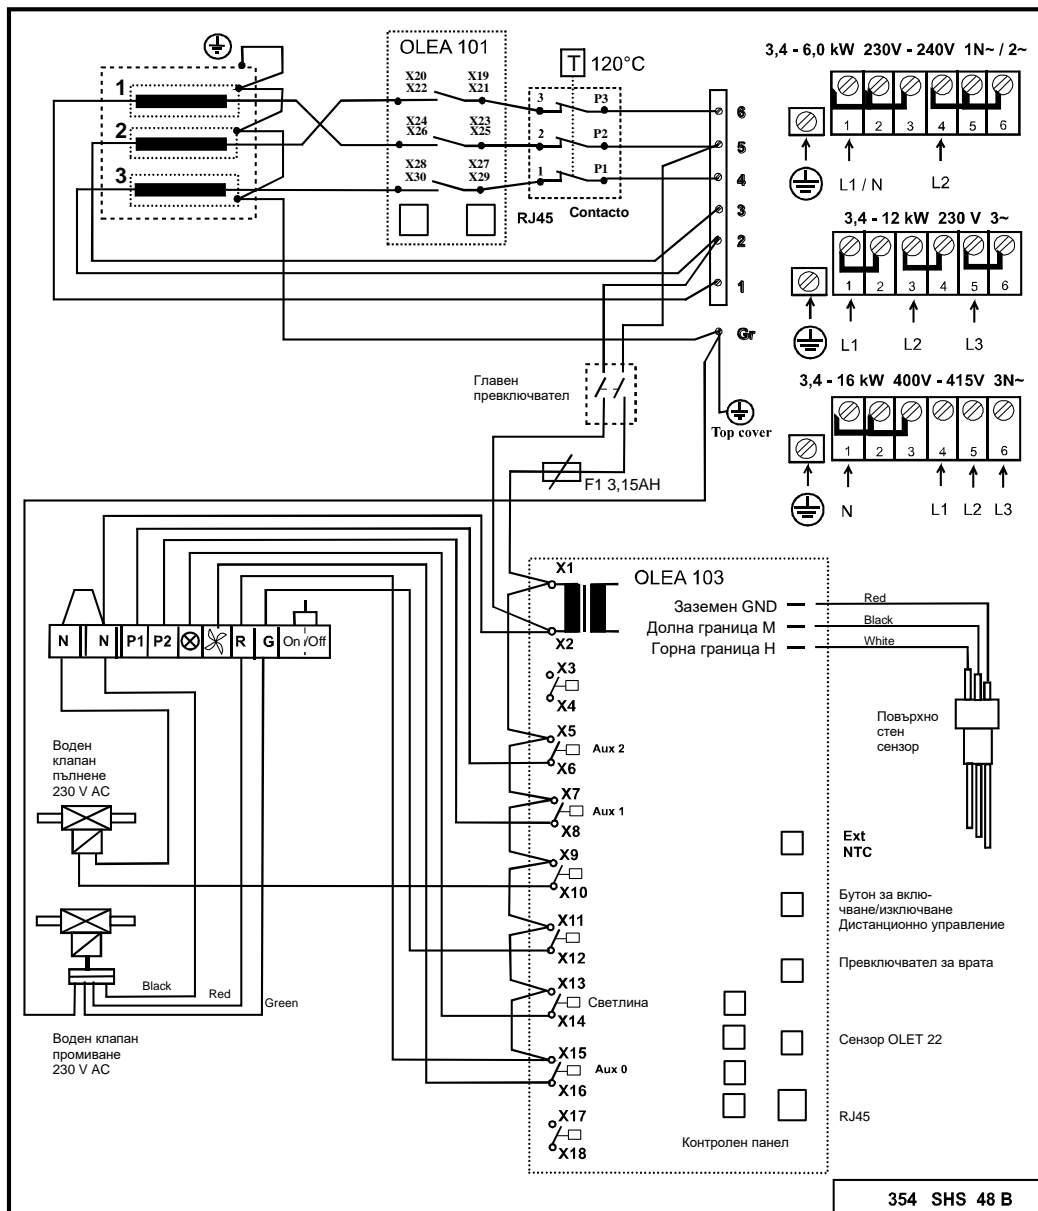 OLEA 101
T 120°C
3,4 - 6,0 kW 230V - 240V 1N~ / 2~
1 2 3 4 5 6
L1 / N L2
X20 X19
X22 X21
X24 X23
X26 X25
X28 X27
X30 X29
1
2
3
3 P3
2 P2
1 P1
RJ45
Contacto
6
5
4
3
2
1
Gr
3,4 - 12 kW 230 V 3~
1 2 3 4 5 6
L1 L2 L3
3,4 - 16 kW 400V - 415V 3N~
1 2 3 4 5 6
N L1 L2 L3
Главен
превключвател
Top cover
F1 3,15AH
N N P1 P2 R G On /Off
OLEA 103
X1
X2
Заземен GND
Долна граница M
Горна граница H
Red
Black
White
X3
X4
X5
X6
Aux 2
X7
X8
Aux 1
X9
X10
X11
X12
X13
X14
Светлина
X15
X16
Aux 0
X17
X18
Повърхно
стен
сензор
Воден
клапан
пълнене
230 V AC
Black
Red
Green
Воден клапан
промиване
230 V AC
Ext
NTC
Бутон за вклю-
чване/изключване
Дистанционно управление
Превключвател за врата
Сензор OLET 22
RJ45
Контролен панел
354 SHS 48 B